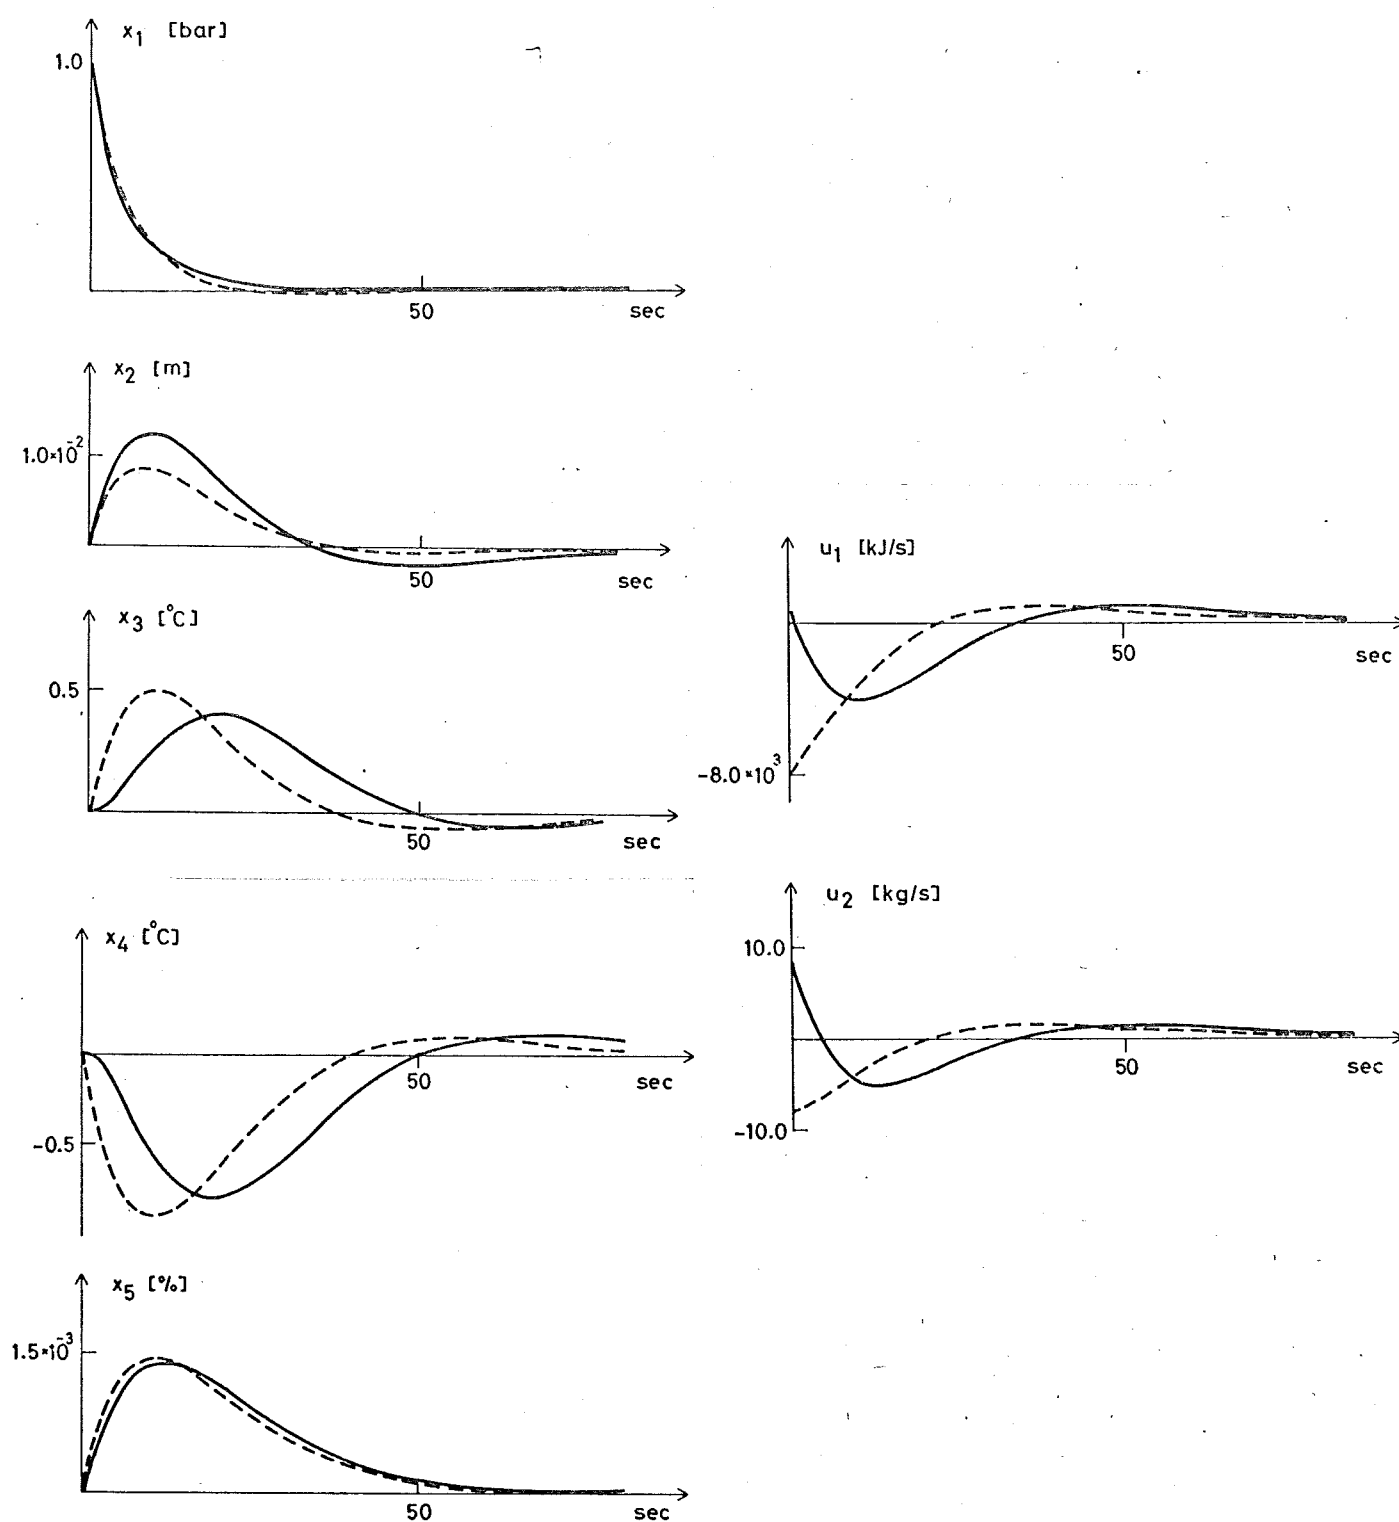 x₁ [bar]
1.0
50
sec
x₂ [m]
1.0×10⁻²
50
sec
x₃ [°C]
0.5
50
sec
x₄ [°C]
50
sec
-0.5
x₅ [%]
1.5×10⁻³
50
sec
u₁ [kJ/s]
50
sec
-8.0×10³
u₂ [kg/s]
10.0
50
sec
-10.0